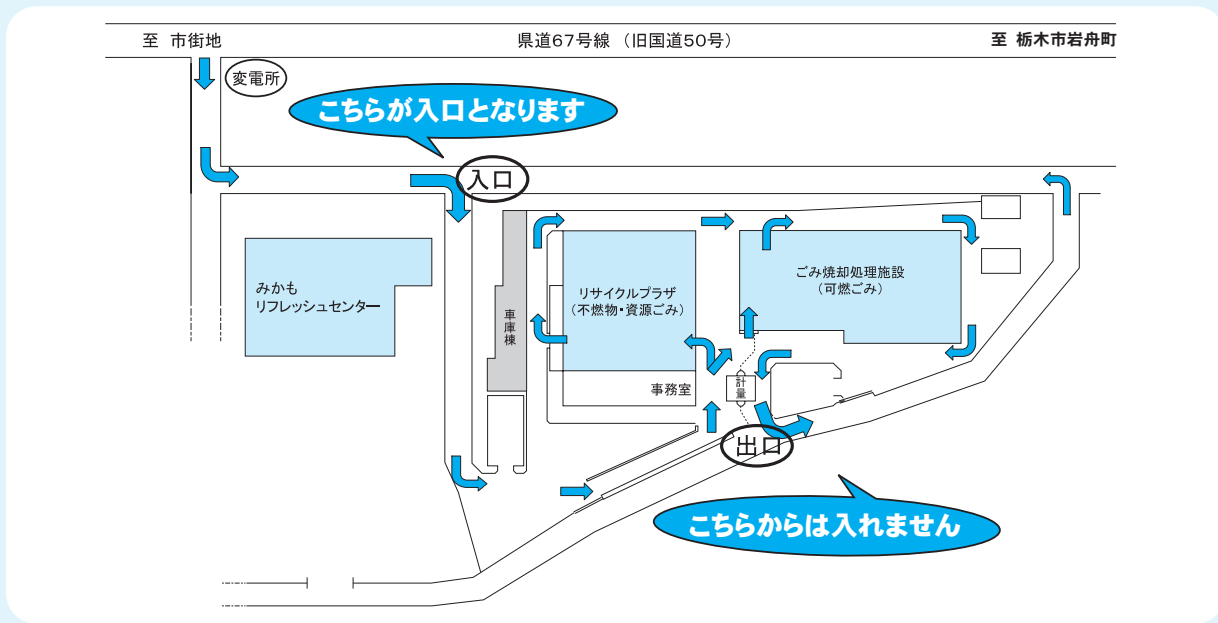 至 市街地
県道67号線 （旧国道50号）
至 栃木市岩舟町
変電所
こちらが入口となります
入口
みかも
リフレッシュセンター
車庫棟
リサイクルプラザ
（不燃物・資源ごみ）
ごみ焼却処理施設
（可燃ごみ）
事務室
計量
出口
こちらからは入れません